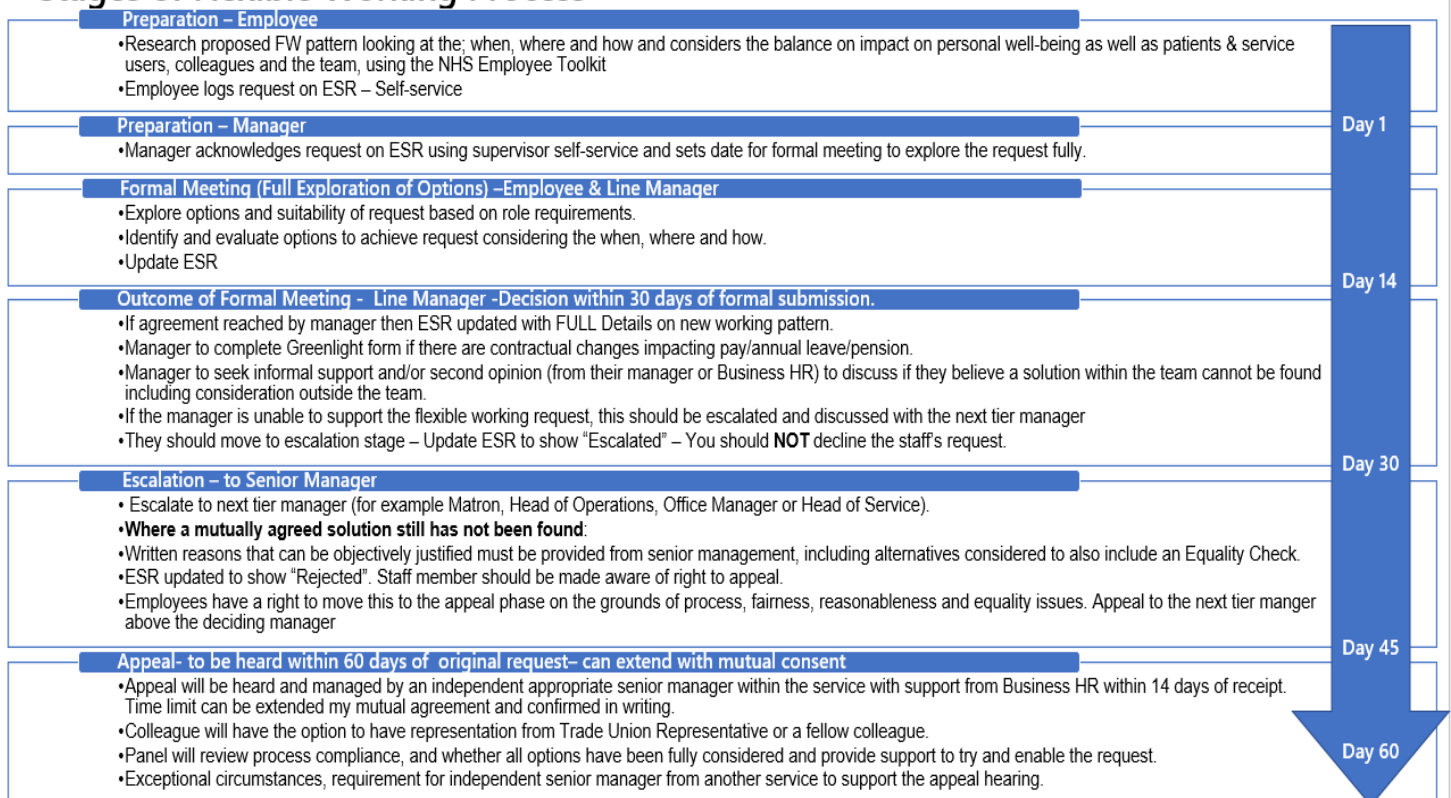 Preparation – Employee
•Research proposed FW pattern looking at the; when, where and how and considers the balance on impact on personal well-being as well as patients & service
users, colleagues and the team, using the NHS Employee Toolkit
•Employee logs request on ESR – Self-service
Preparation – Manager
Day 1
•Manager acknowledges request on ESR using supervisor self-service and sets date for formal meeting to explore the request fully.
Formal Meeting (Full Exploration of Options) –Employee & Line Manager
•Explore options and suitability of request based on role requirements.
•Identify and evaluate options to achieve request considering the when, where and how.
•Update ESR
Day 14
Outcome of Formal Meeting - Line Manager -Decision within 30 days of formal submission.
•If agreement reached by manager then ESR updated with FULL Details on new working pattern.
•Manager to complete Greenlight form if there are contractual changes impacting pay/annual leave/pension.
•Manager to seek informal support and/or second opinion (from their manager or Business HR) to discuss if they believe a solution within the team cannot be found
including consideration outside the team.
•If the manager is unable to support the flexible working request, this should be escalated and discussed with the next tier manager
•They should move to escalation stage – Update ESR to show “Escalated” – You should NOT decline the staff’s request.
Day 30
Escalation – to Senior Manager
• Escalate to next tier manager (for example Matron, Head of Operations, Office Manager or Head of Service).
•Where a mutually agreed solution still has not been found:
•Written reasons that can be objectively justified must be provided from senior management, including alternatives considered to also include an Equality Check.
•ESR updated to show “Rejected”. Staff member should be made aware of right to appeal.
•Employees have a right to move this to the appeal phase on the grounds of process, fairness, reasonableness and equality issues. Appeal to the next tier manger
above the deciding manager
Day 45
Appeal- to be heard within 60 days of original request– can extend with mutual consent
•Appeal will be heard and managed by an independent appropriate senior manager within the service with support from Business HR within 14 days of receipt.
Time limit can be extended my mutual agreement and confirmed in writing.
•Colleague will have the option to have representation from Trade Union Representative or a fellow colleague.
•Panel will review process compliance, and whether all options have been fully considered and provide support to try and enable the request.
Day 60
•Exceptional circumstances, requirement for independent senior manager from another service to support the appeal hearing.